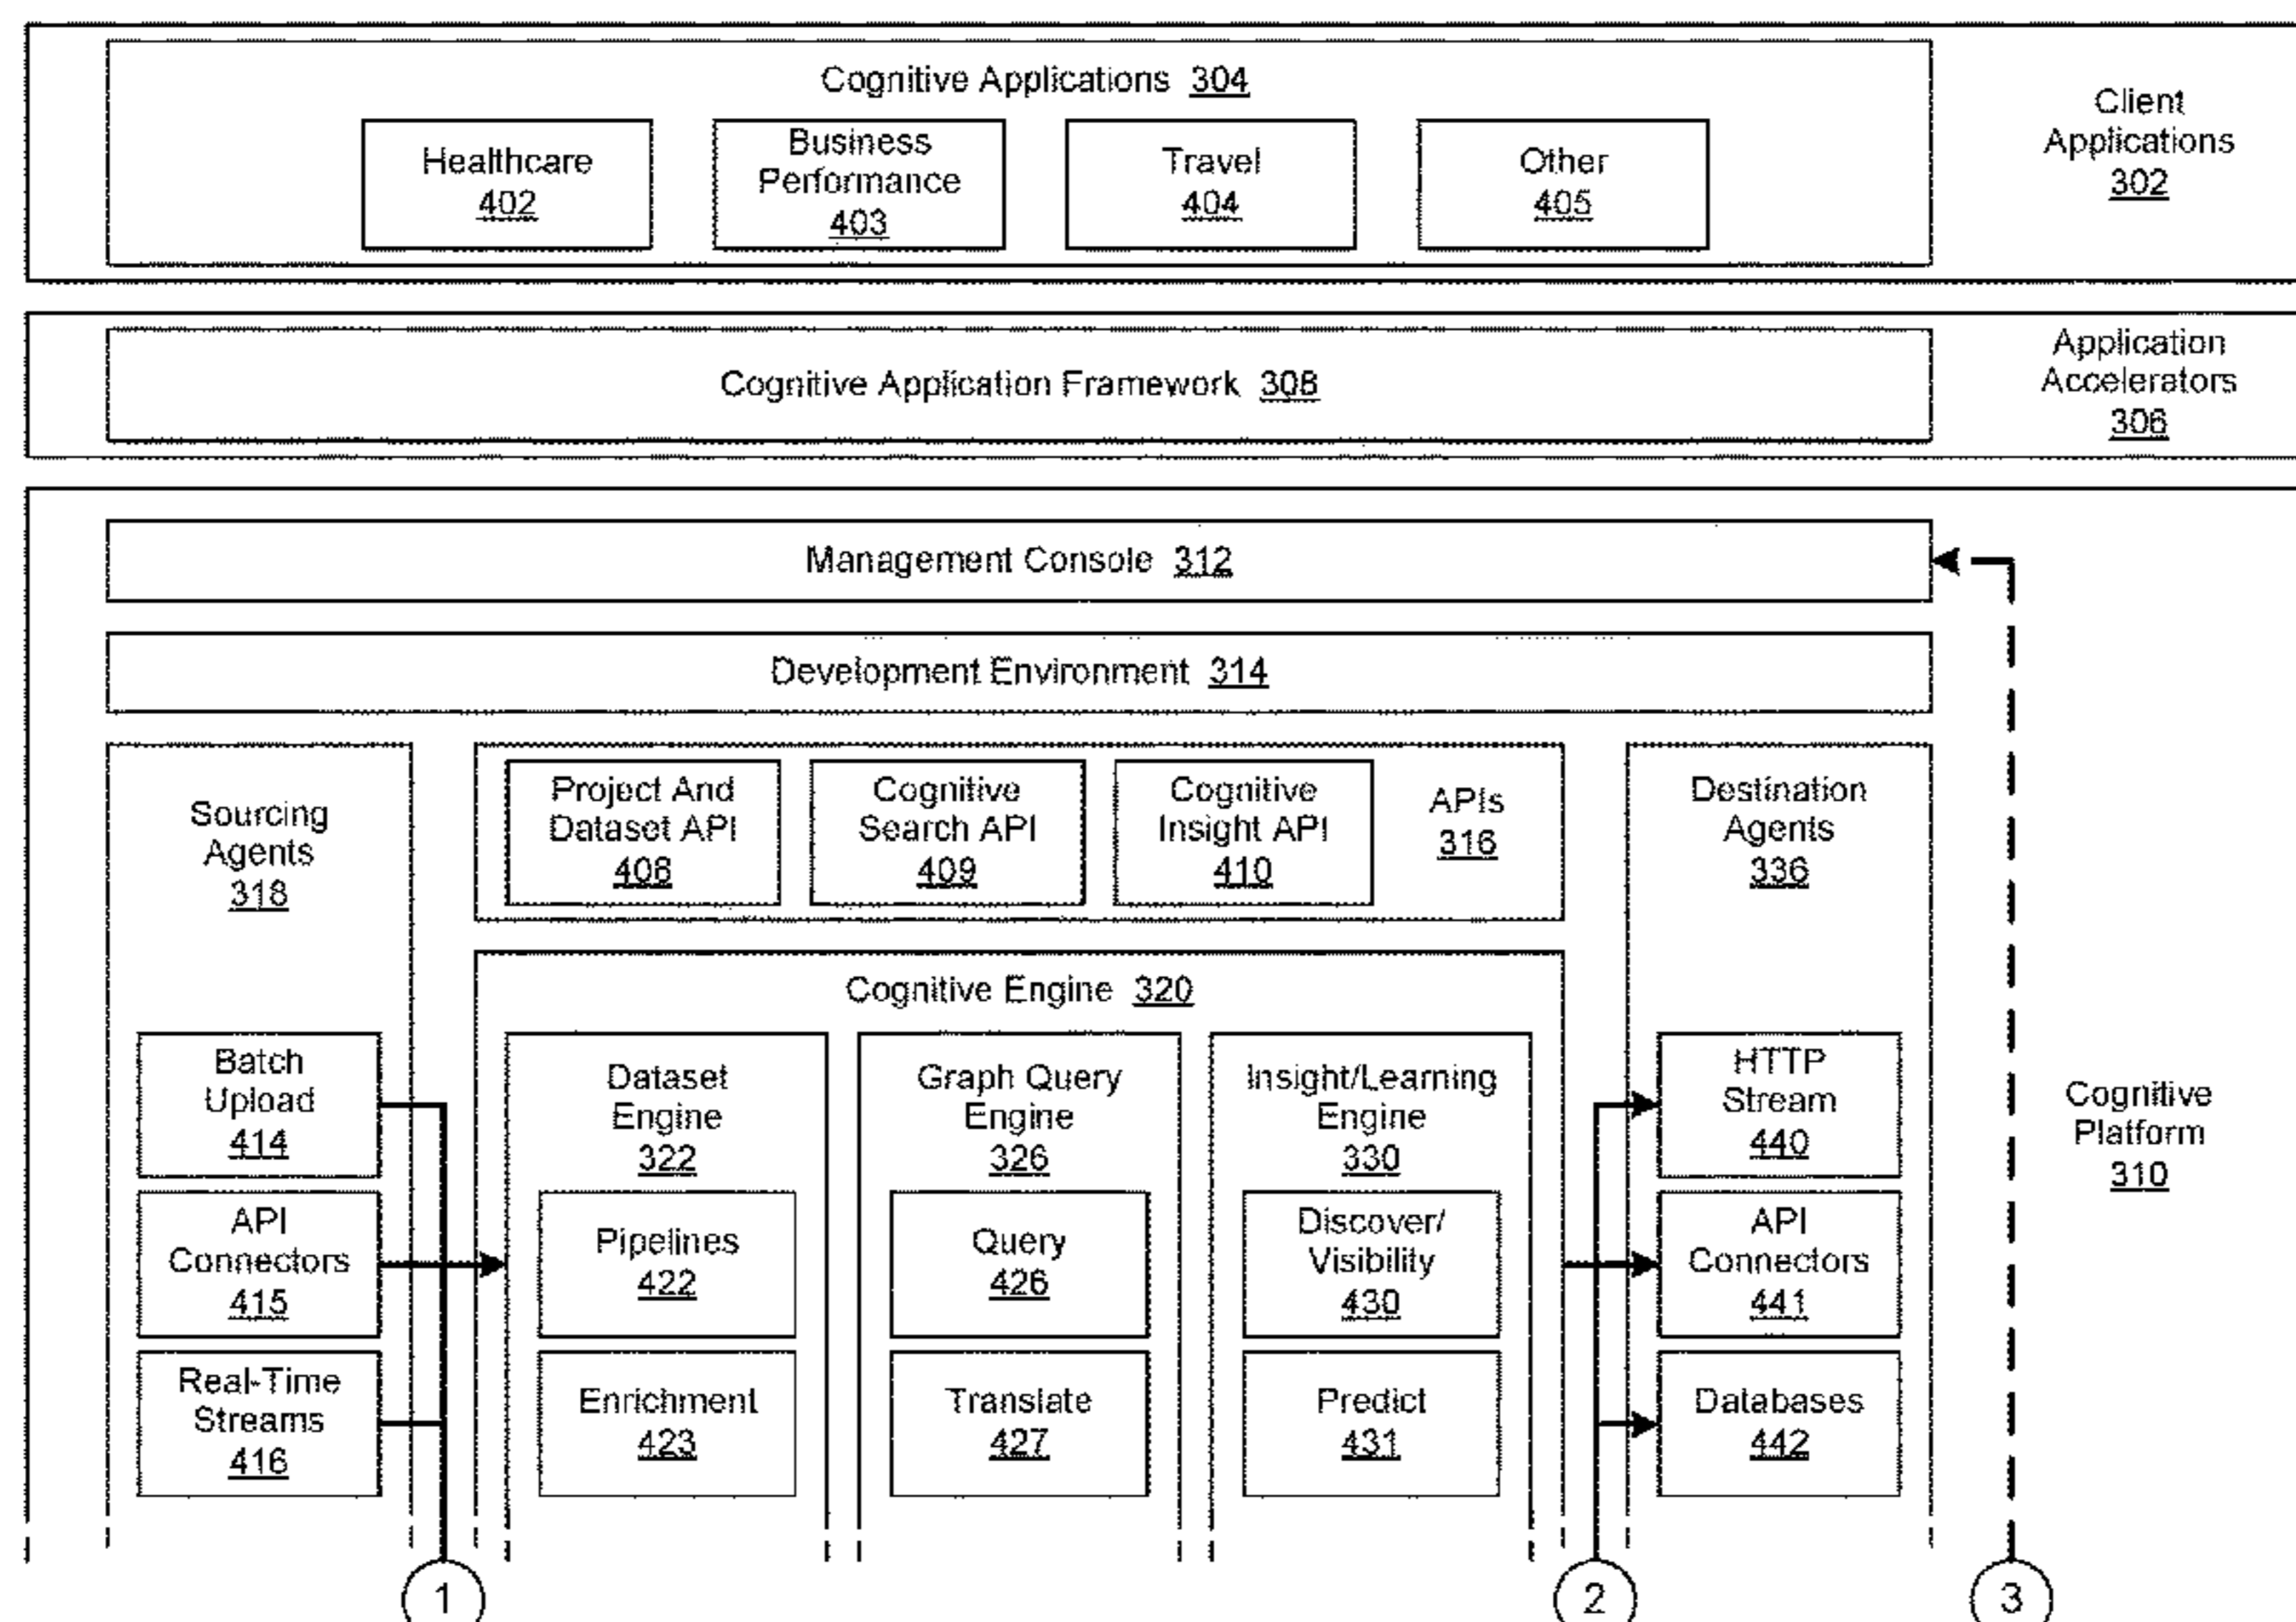 Cognitive Applications 304
Healthcare
402
Business
Performance
403
Travel
404
Other
405
Client
Applications
302
Cognitive Application Framework 308
Application
Accelerators
306
Management Console 312
Development Environment 314
Sourcing
Agents
318
Project And
Dataset API
408
Cognitive
Search API
409
Cognitive
Insight API
410
APIs
316
Destination
Agents
336
Cognitive Engine 320
Batch
Upload
414
API
Connectors
415
Real-Time
Streams
416
Dataset
Engine
322
Pipelines
422
Enrichment
423
Graph Query
Engine
326
Query
426
Translate
427
Insight/Learning
Engine
330
Discover/
Visibility
430
Predict
431
HTTP
Stream
440
API
Connectors
441
Databases
442
Cognitive
Platform
310
1
2
3